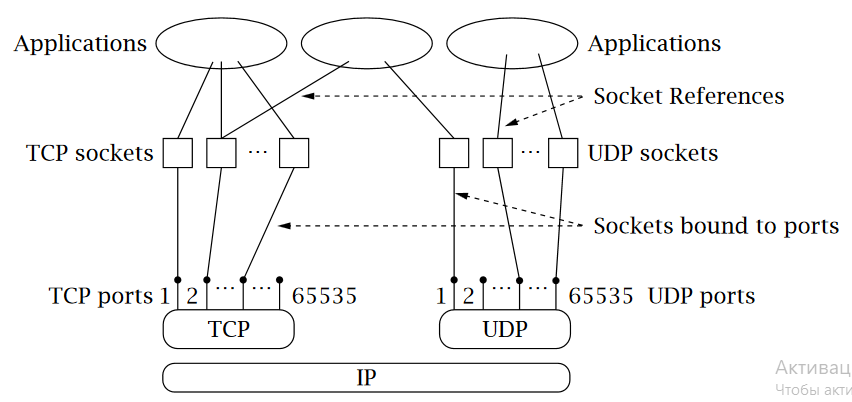 Applications Applications
Socket References
TCP sockets ... ... UDP sockets
Sockets bound to ports
TCP ports 1 2 ... ... 65535 1 2 ... ... 65535 UDP ports
TCP UDP
IP
Активац
Чтобы акти